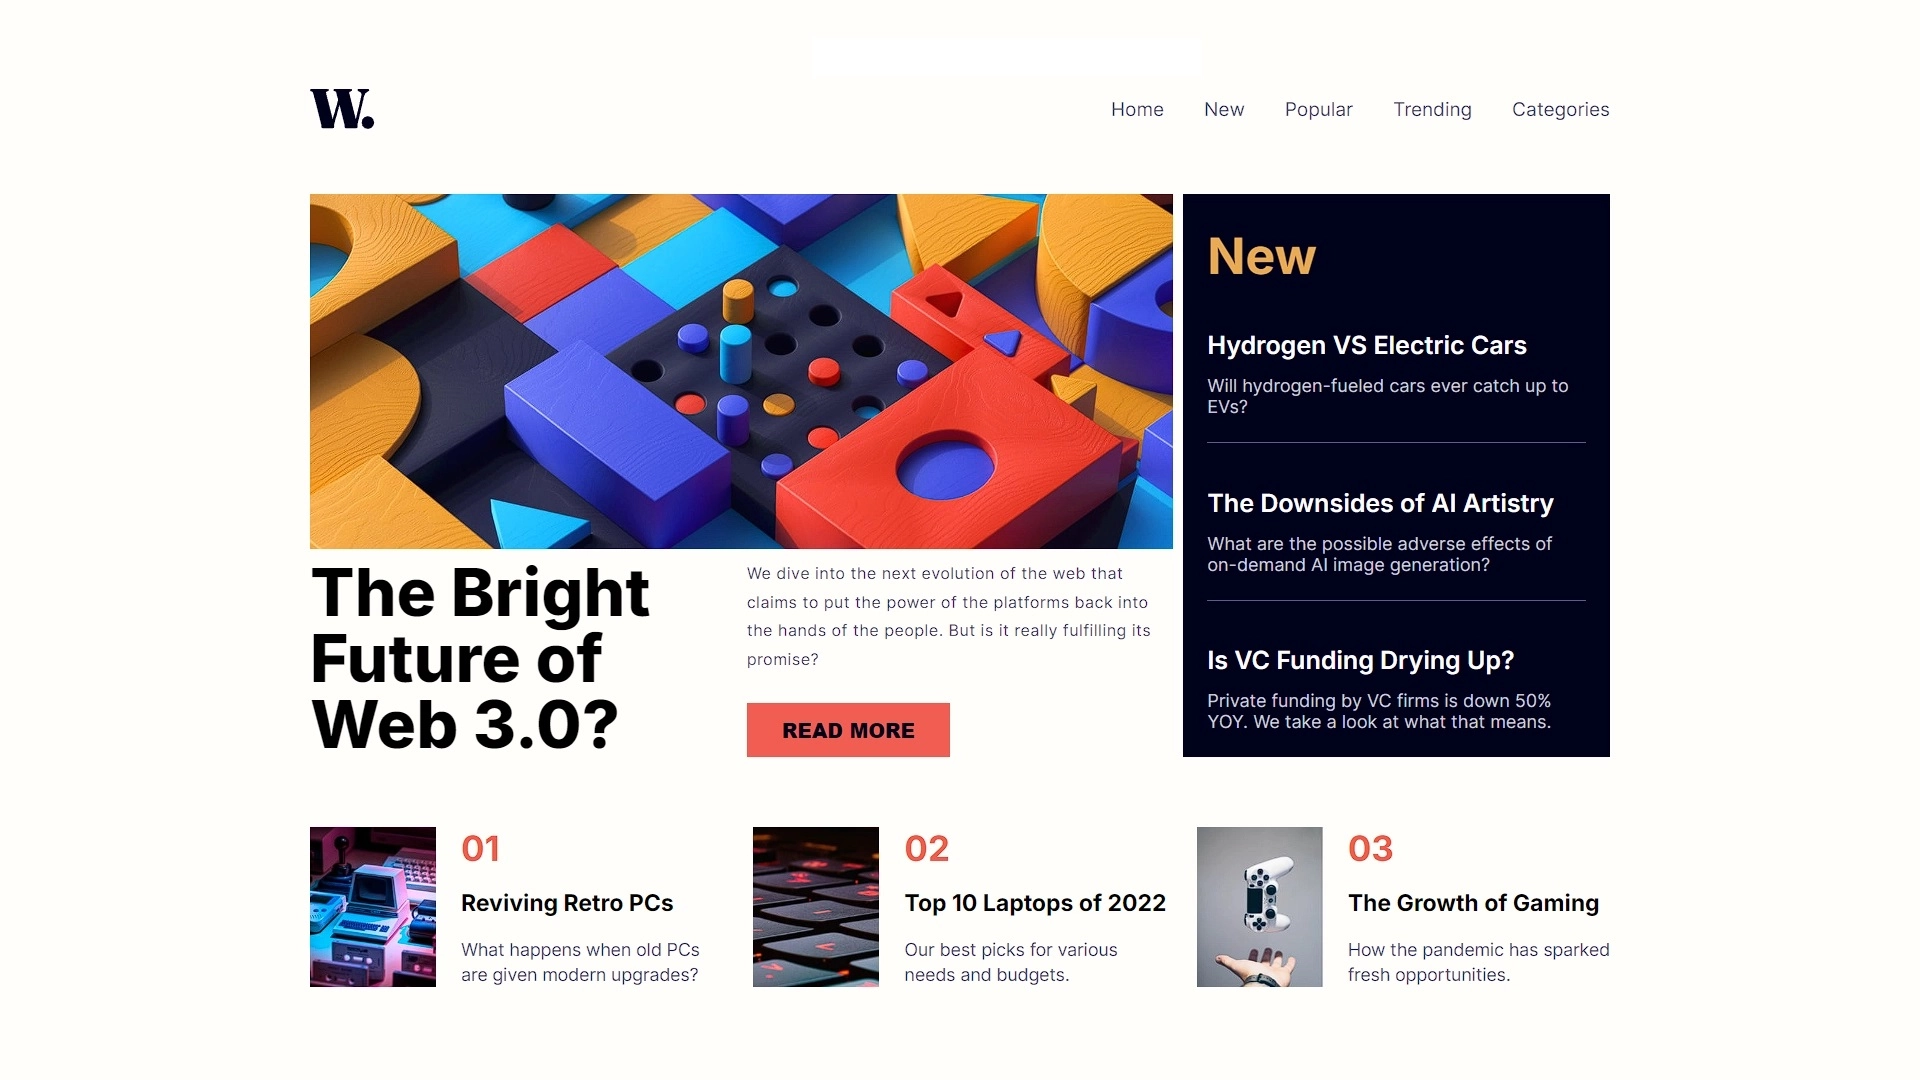 W.
Home New Popular Trending Categories
The Bright
Future of
Web 3.0?
We dive into the next evolution of the web that
claims to put the power of the platforms back into
the hands of the people. But is it really fulfilling its
promise?
READ MORE
New
Hydrogen VS Electric Cars
Will hydrogen-fueled cars ever catch up to
EVs?
The Downsides of AI Artistry
What are the possible adverse effects of
on-demand AI image generation?
Is VC Funding Drying Up?
Private funding by VC firms is down 50%
YOY. We take a look at what that means.
01
Reviving Retro PCs
What happens when old PCs
are given modern upgrades?
02
Top 10 Laptops of 2022
Our best picks for various
needs and budgets.
03
The Growth of Gaming
How the pandemic has sparked
fresh opportunities.